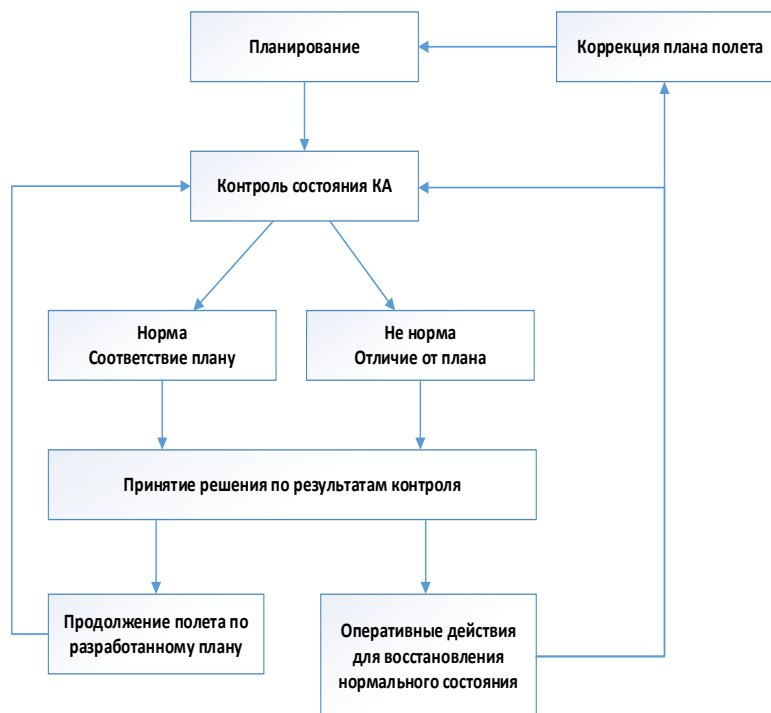 Планирование
Коррекция плана полета
Контроль состояния КА
Норма
Соответствие плану
Не норма
Отличие от плана
Принятие решения по результатам контроля
Продолжение полета по
разработанному плану
Оперативные действия
для восстановления
нормального состояния